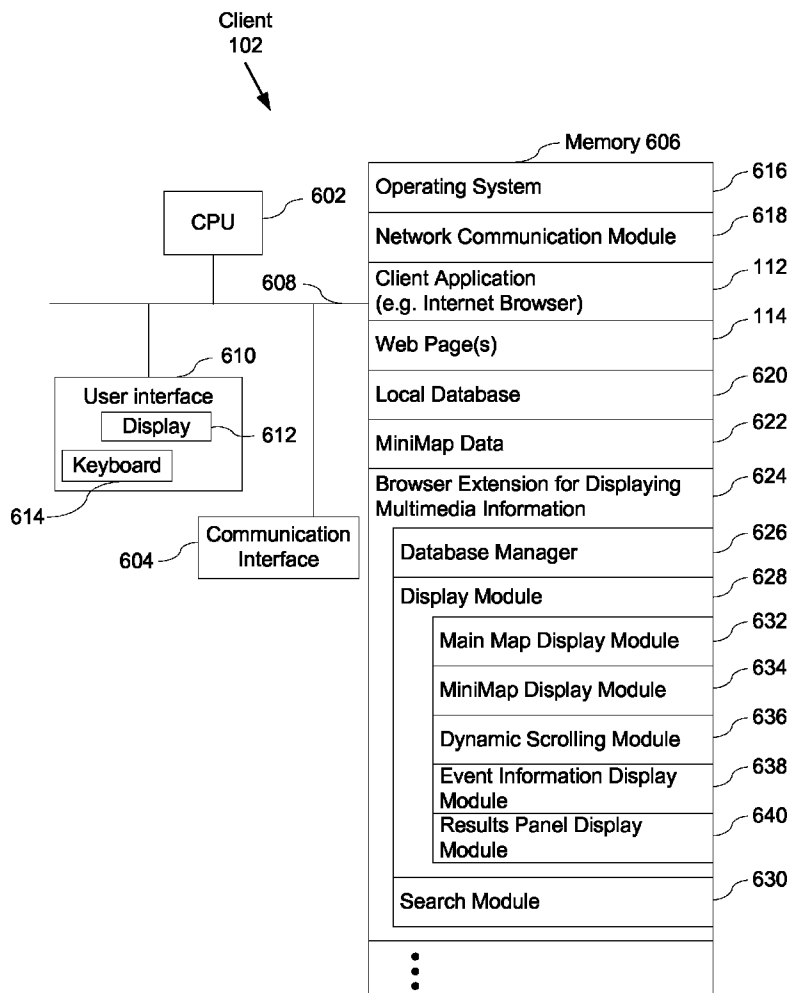 Client
102
Memory 606
Operating System
616
CPU
602
Network Communication Module
618
608
Client Application
(e.g. Internet Browser)
112
Web Page(s)
114
610
User interface
Display
612
Keyboard
614
Local Database
620
MiniMap Data
622
Browser Extension for Displaying
Multimedia Information
624
604
Communication
Interface
Database Manager
626
Display Module
628
Main Map Display Module
632
MiniMap Display Module
634
Dynamic Scrolling Module
636
Event Information Display
Module
638
Results Panel Display
Module
640
Search Module
630